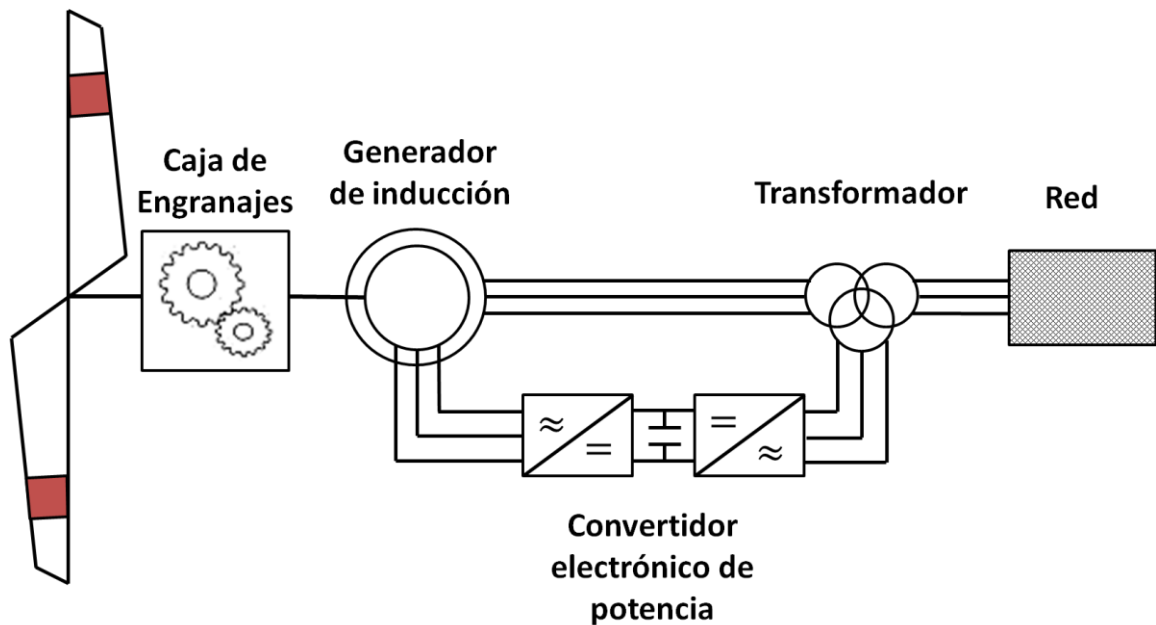 Caja de
Engranajes
Generador
de inducción
Transformador
Red
≈
=
=
≈
Convertidor
electrónico de
potencia